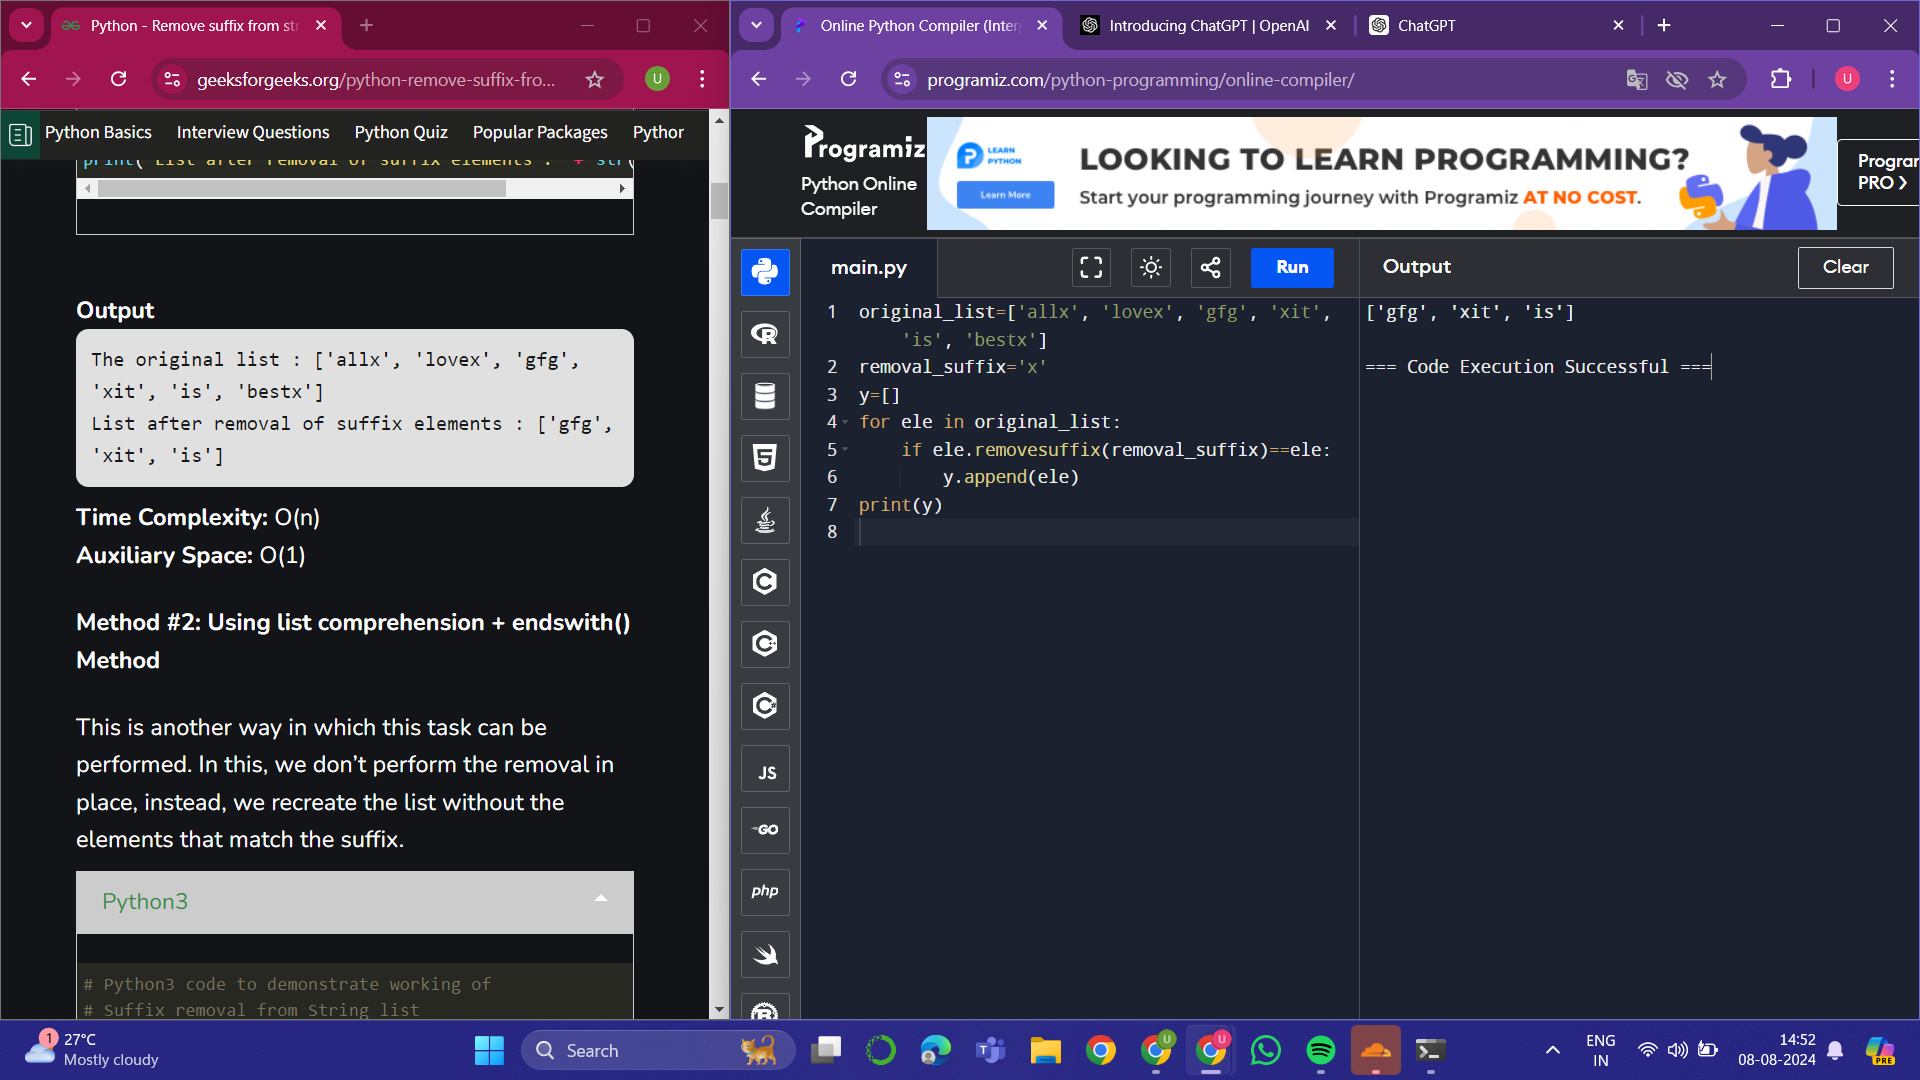 Python - Remove suffix from str
geeksforgeeks.org/python-remove-suffix-fro...
U
Python Basics Interview Questions Python Quiz Popular Packages Pythor
print("List after removal of suffix elements : " + str(
Output
The original list : ['allx', 'lovex', 'gfg',
'xit', 'is', 'bestx']
List after removal of suffix elements : ['gfg',
'xit', 'is']
Time Complexity: O(n)
Auxiliary Space: O(1)
Method #2: Using list comprehension + endswith()
Method
This is another way in which this task can be
performed. In this, we don’t perform the removal in
place, instead, we recreate the list without the
elements that match the suffix.
Python3
# Python3 code to demonstrate working of
# Suffix removal from String list
Online Python Compiler (Inter
Introducing ChatGPT | OpenAI
ChatGPT
programiz.com/python-programming/online-compiler/
U
Programiz
Python Online
Compiler
LEARN
PYTHON
Learn More
LOOKING TO LEARN PROGRAMMING?
Start your programming journey with Programiz AT NO COST.
Prograr
PRO
main.py
Run
Output
Clear
1 original_list=['allx', 'lovex', 'gfg', 'xit',
'is', 'bestx']
2 removal_suffix='x'
3 y=[]
4 for ele in original_list:
5 if ele.removesuffix(removal_suffix)==ele:
6 y.append(ele)
7 print(y)
8
['gfg', 'xit', 'is']
=== Code Execution Successful ===
R
5
C
C
C
JS
GO
php
R
1
27°C
Mostly cloudy
Search
U
U
ENG
IN
14:52
08-08-2024
PRE